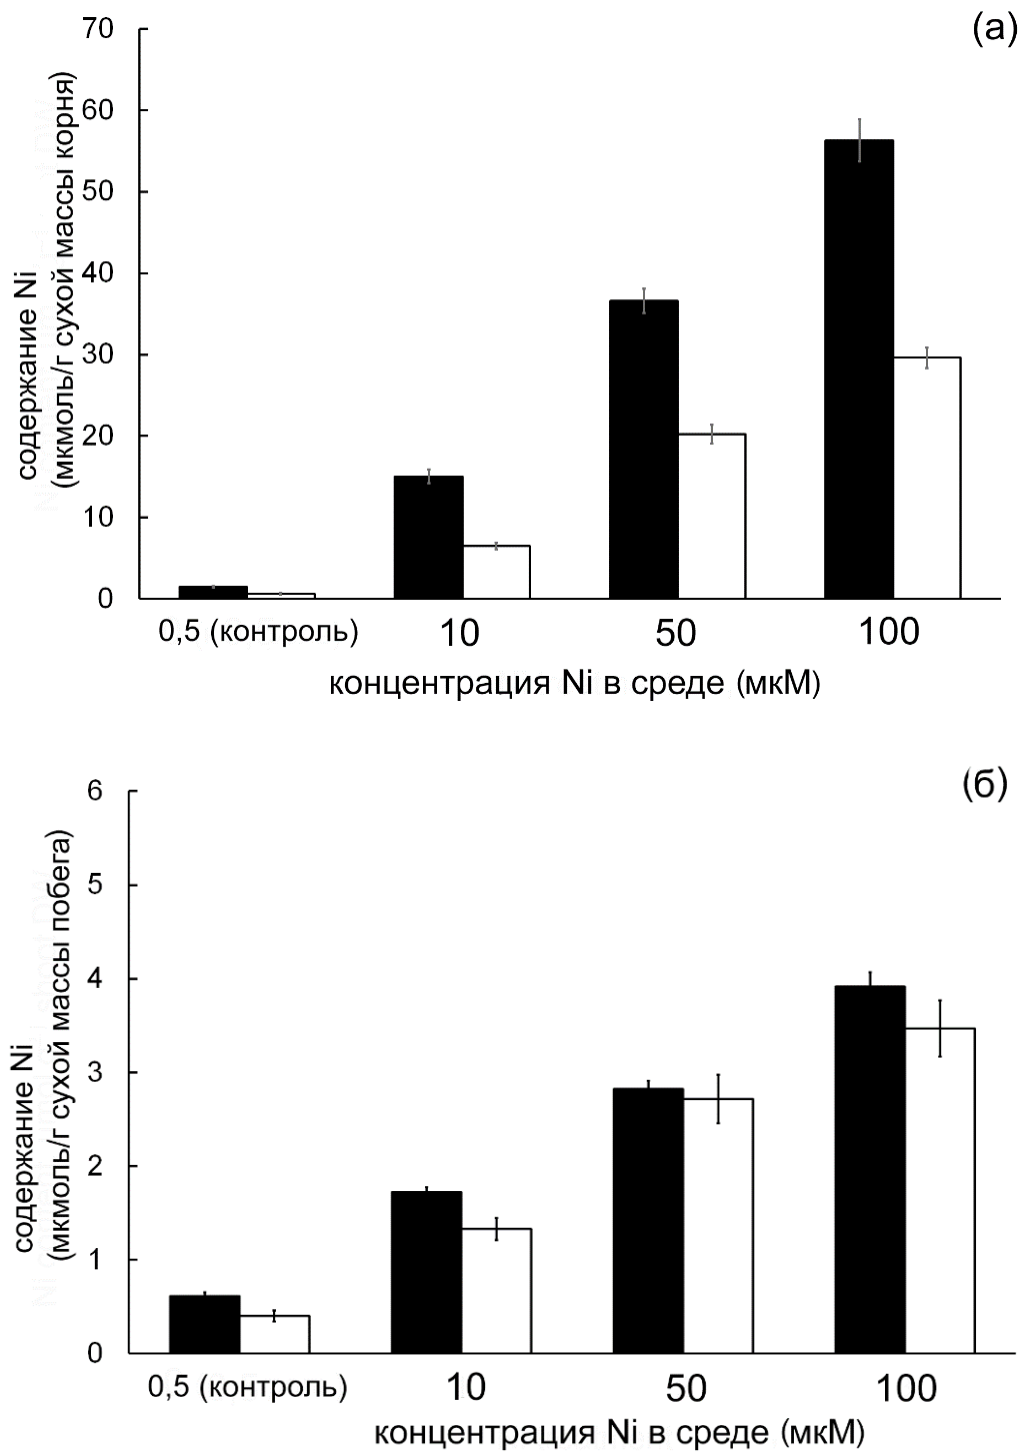 (а)
70
60
50
40
30
20
10
0
содержание Ni
(мкмоль/г сухой массы корня)
0,5 (контроль) 10 50 100
концентрация Ni в среде (мкМ)
(б)
6
5
4
3
2
1
0
содержание Ni
(мкмоль/г сухой массы побега)
0,5 (контроль) 10 50 100
концентрация Ni в среде (мкМ)